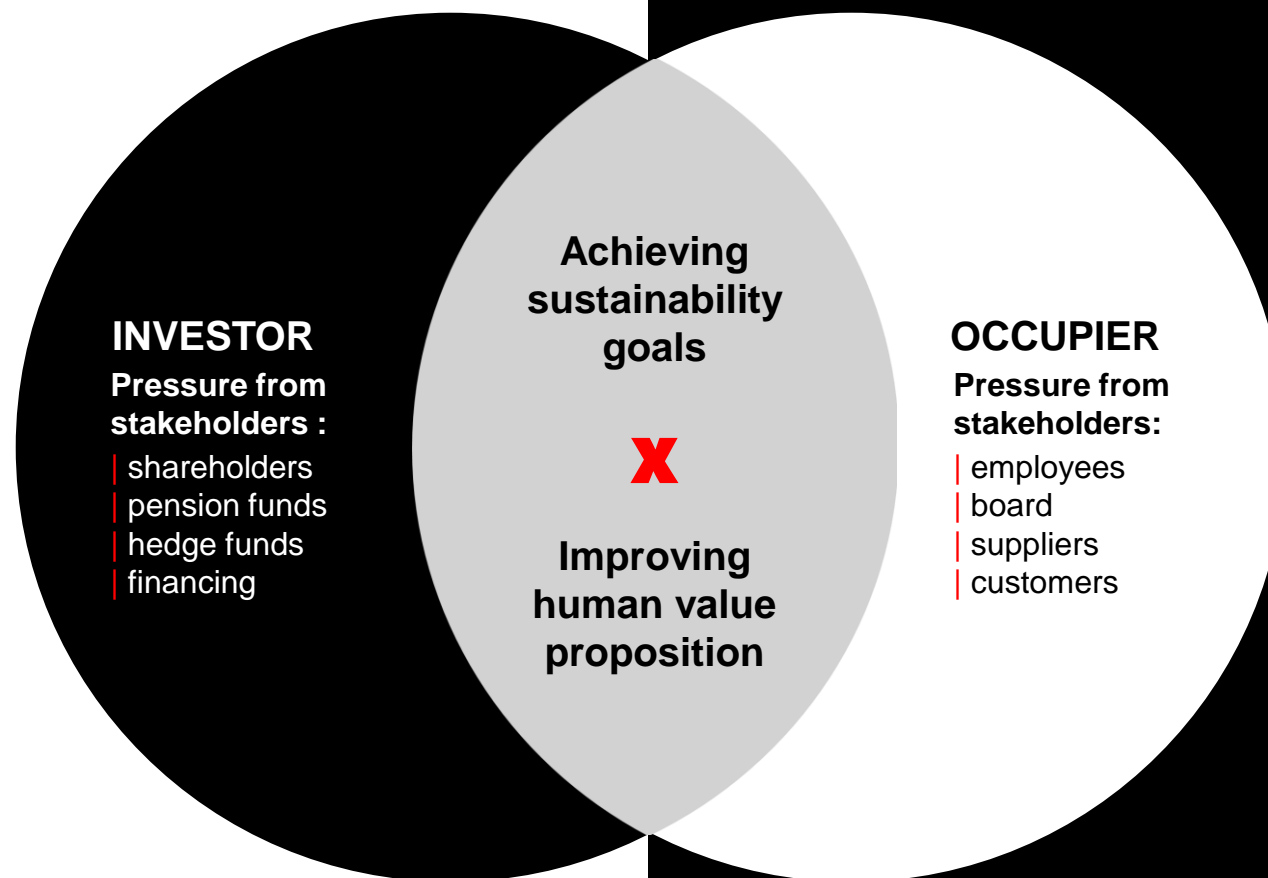 INVESTOR
Pressure from
stakeholders :
| shareholders
| pension funds
| hedge funds
| financing
Achieving
sustainability
goals
x
Improving
human value
proposition
OCCUPIER
Pressure from
stakeholders:
| employees
| board
| suppliers
| customers